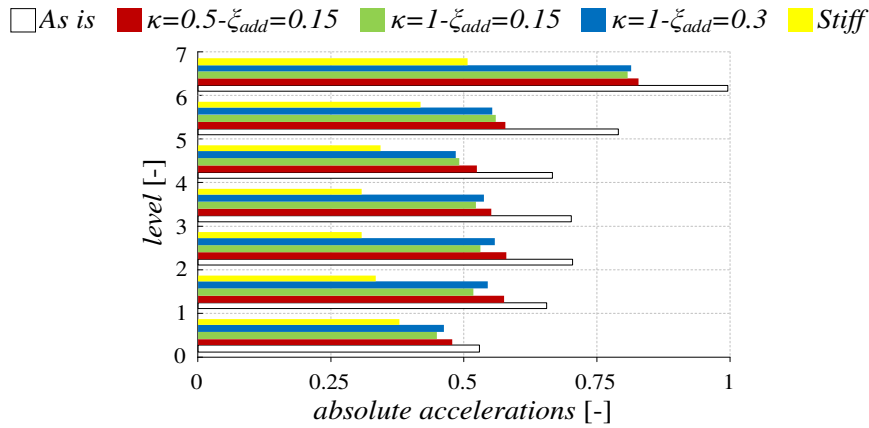 As is κ=0.5-ξadd=0.15 κ=1-ξadd=0.15 κ=1-ξadd=0.3 Stiff
7
6
5
4
3
2
1
0
level [-]
0 0.25 0.5 0.75 1
absolute accelerations [-]